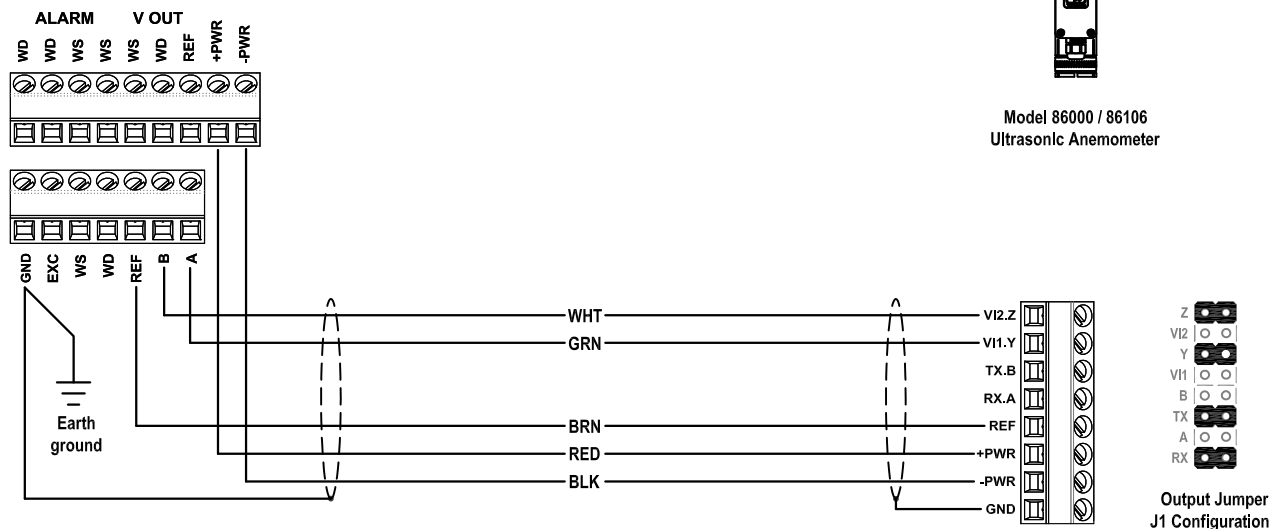 ALARM V OUT
WD WD WS WS WS WD REF +PWR -PWR
GND EXC WS WD REF B A
Earth
ground
Model 86000 / 86106
Ultrasonic Anemometer
WHT
GRN
BRN
RED
BLK
VI2.Z
VI1.Y
TX.B
RX.A
REF
+PWR
-PWR
GND
Z
VI2
Y
VI1
B
TX
A
RX
Output Jumper
J1 Configuration